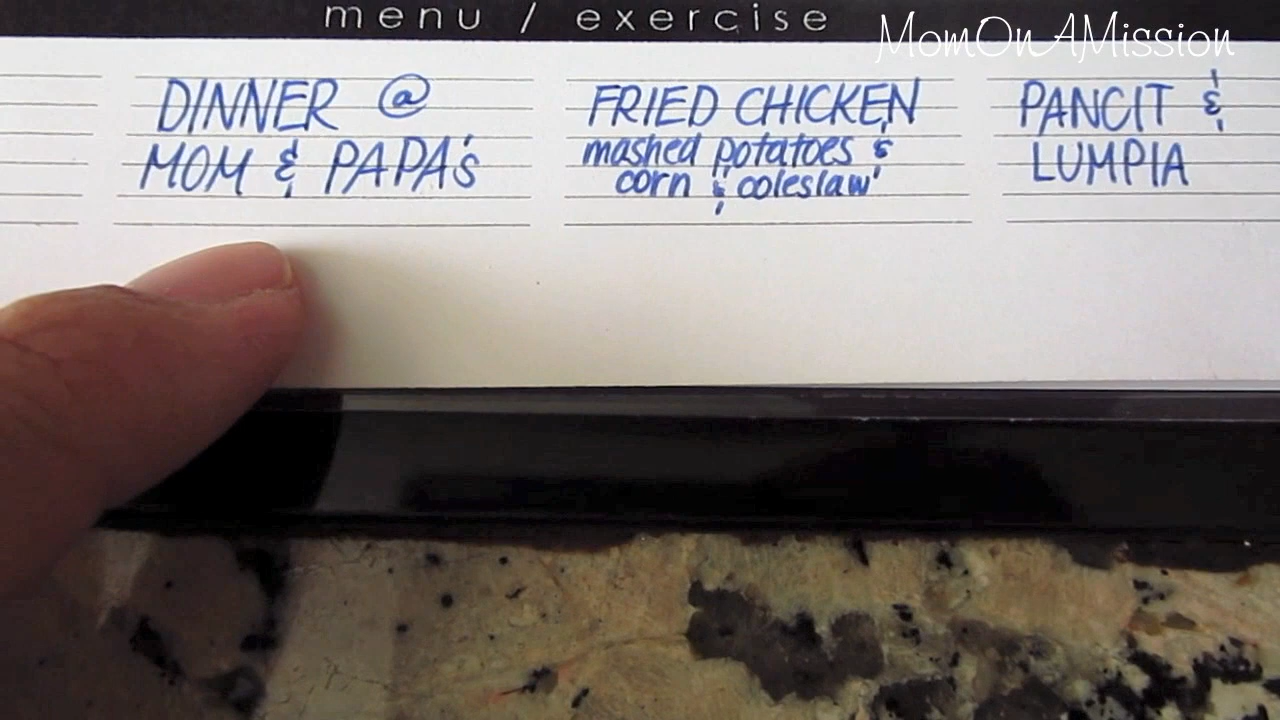 menu / exercise
MomOnAMission
DINNER @
MOM & PAPA's
FRIED CHICKEN
mashed potatoes &
corn & coleslaw
PANCIT &
LUMPIA